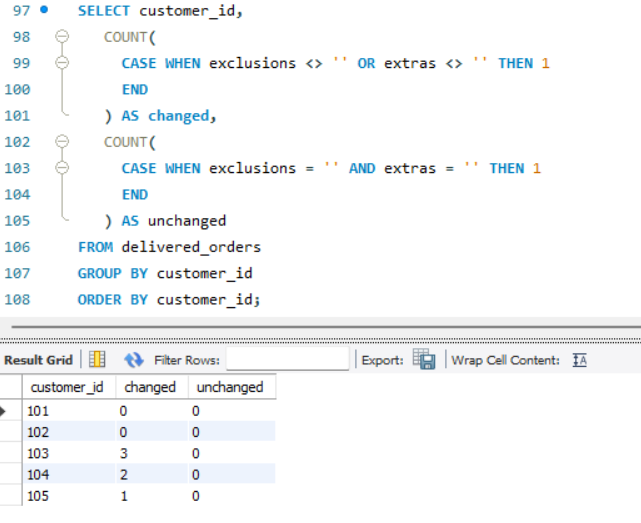 97 SELECT customer_id,
98 COUNT(
99 CASE WHEN exclusions <> '' OR extras <> '' THEN 1
100 END
101 ) AS changed,
102 COUNT(
103 CASE WHEN exclusions = '' AND extras = '' THEN 1
104 END
105 ) AS unchanged
106 FROM delivered_orders
107 GROUP BY customer_id
108 ORDER BY customer_id;
Result Grid Filter Rows: Export: Wrap Cell Content: IA
customer_id changed unchanged
101 0 0
102 0 0
103 3 0
104 2 0
105 1 0